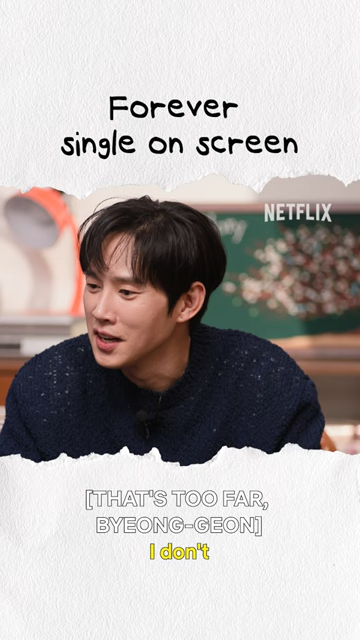 Forever
single on screen
NETFLIX
[THAT'S TOO FAR,
BYEONG-GEON]
I don't